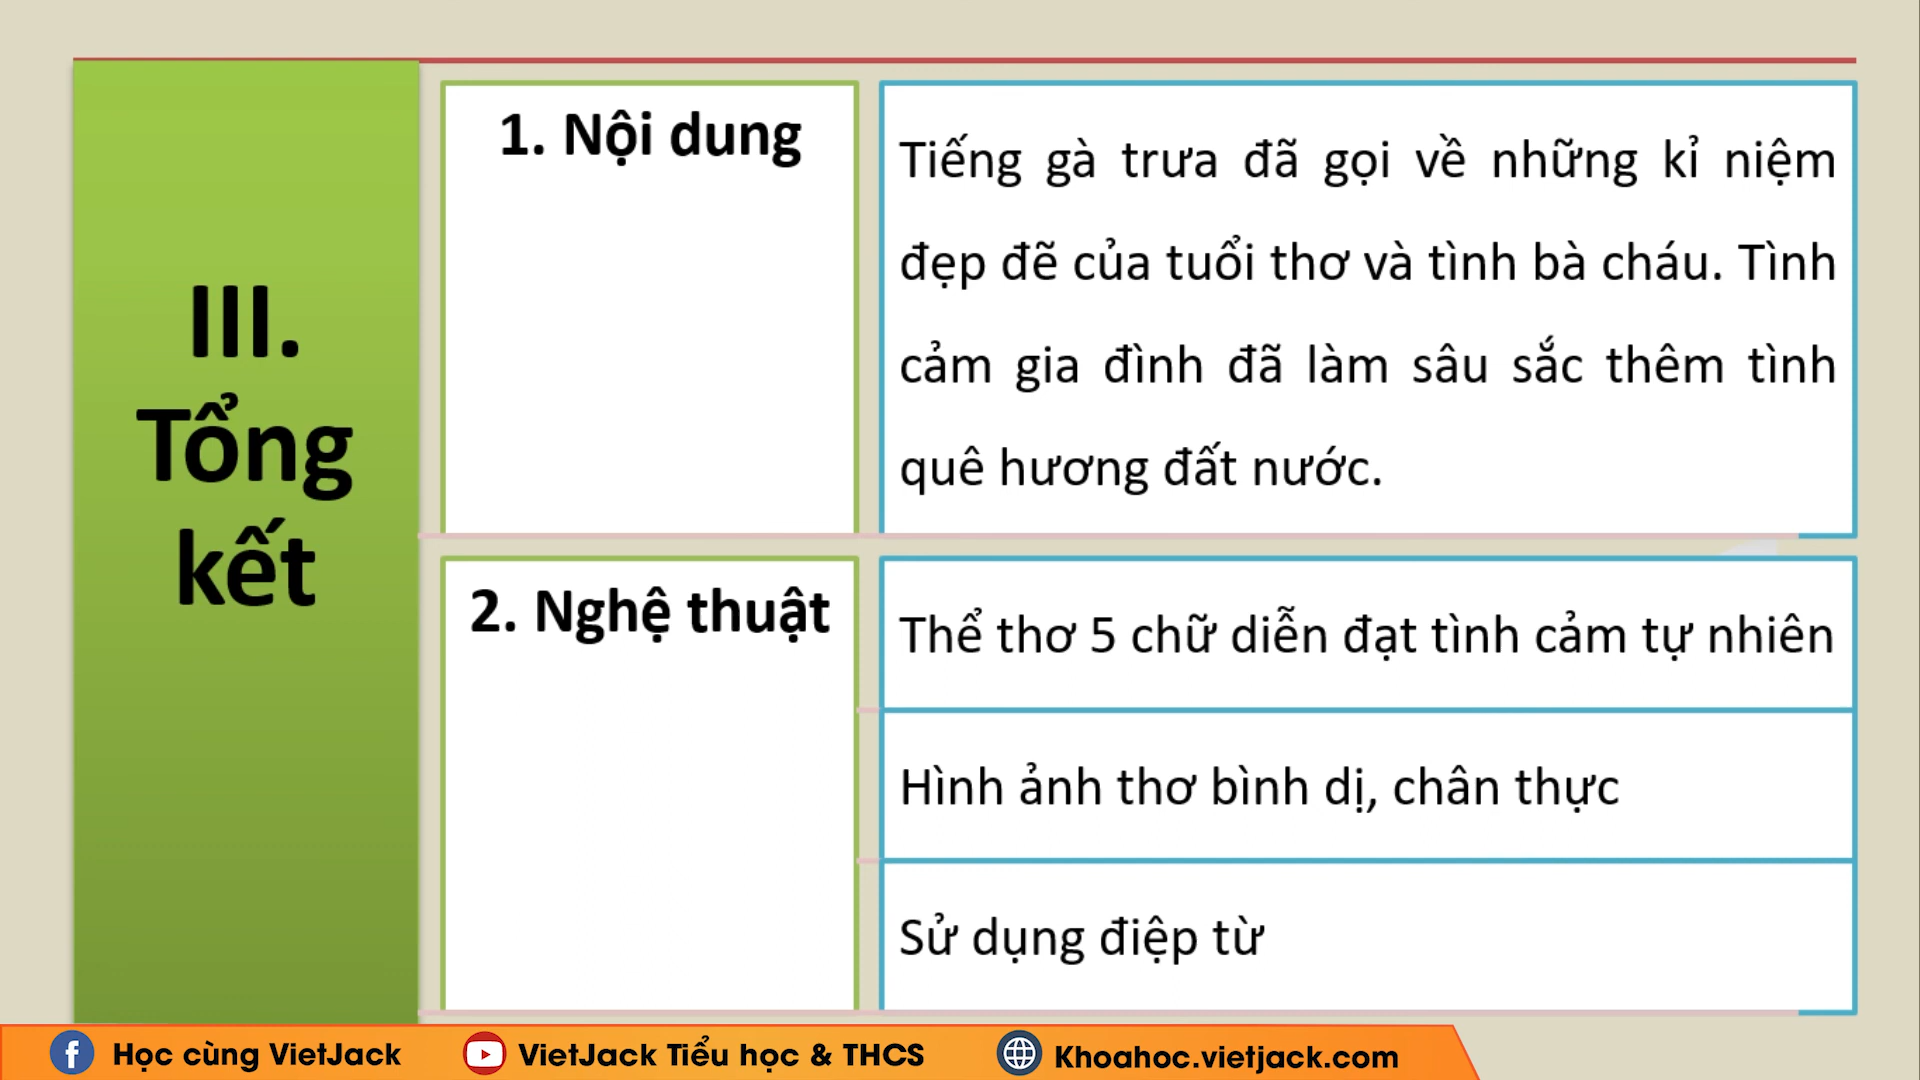 III.
Tổng
kết
1. Nội dung
Tiếng gà trưa đã gọi về những kỉ niệm
đẹp đẽ của tuổi thơ và tình bà cháu. Tình
cảm gia đình đã làm sâu sắc thêm tình
quê hương đất nước.
2. Nghệ thuật
Thể thơ 5 chữ diễn đạt tình cảm tự nhiên
Hình ảnh thơ bình dị, chân thực
Sử dụng điệp từ
Học cùng VietJack
VietJack Tiểu học & THCS
Khoahoc.vietjack.com